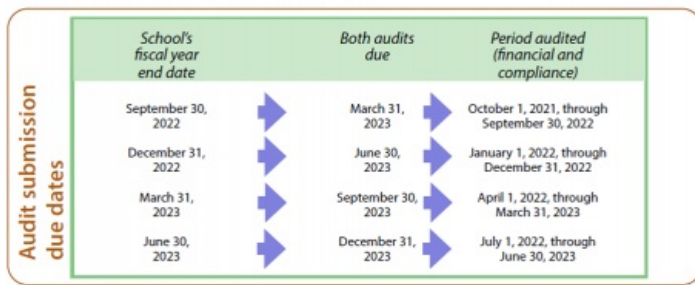 Audit submission
due dates
School's
fiscal year
end date
Both audits
due
Period audited
(financial and
compliance)
September 30,
2022
March 31,
2023
October 1, 2021, through
September 30, 2022
December 31,
2022
June 30,
2023
January 1, 2022, through
December 31, 2022
March 31,
2023
September 30,
2023
April 1, 2022, through
March 31, 2023
June 30,
2023
December 31,
2023
July 1, 2022, through
June 30, 2023